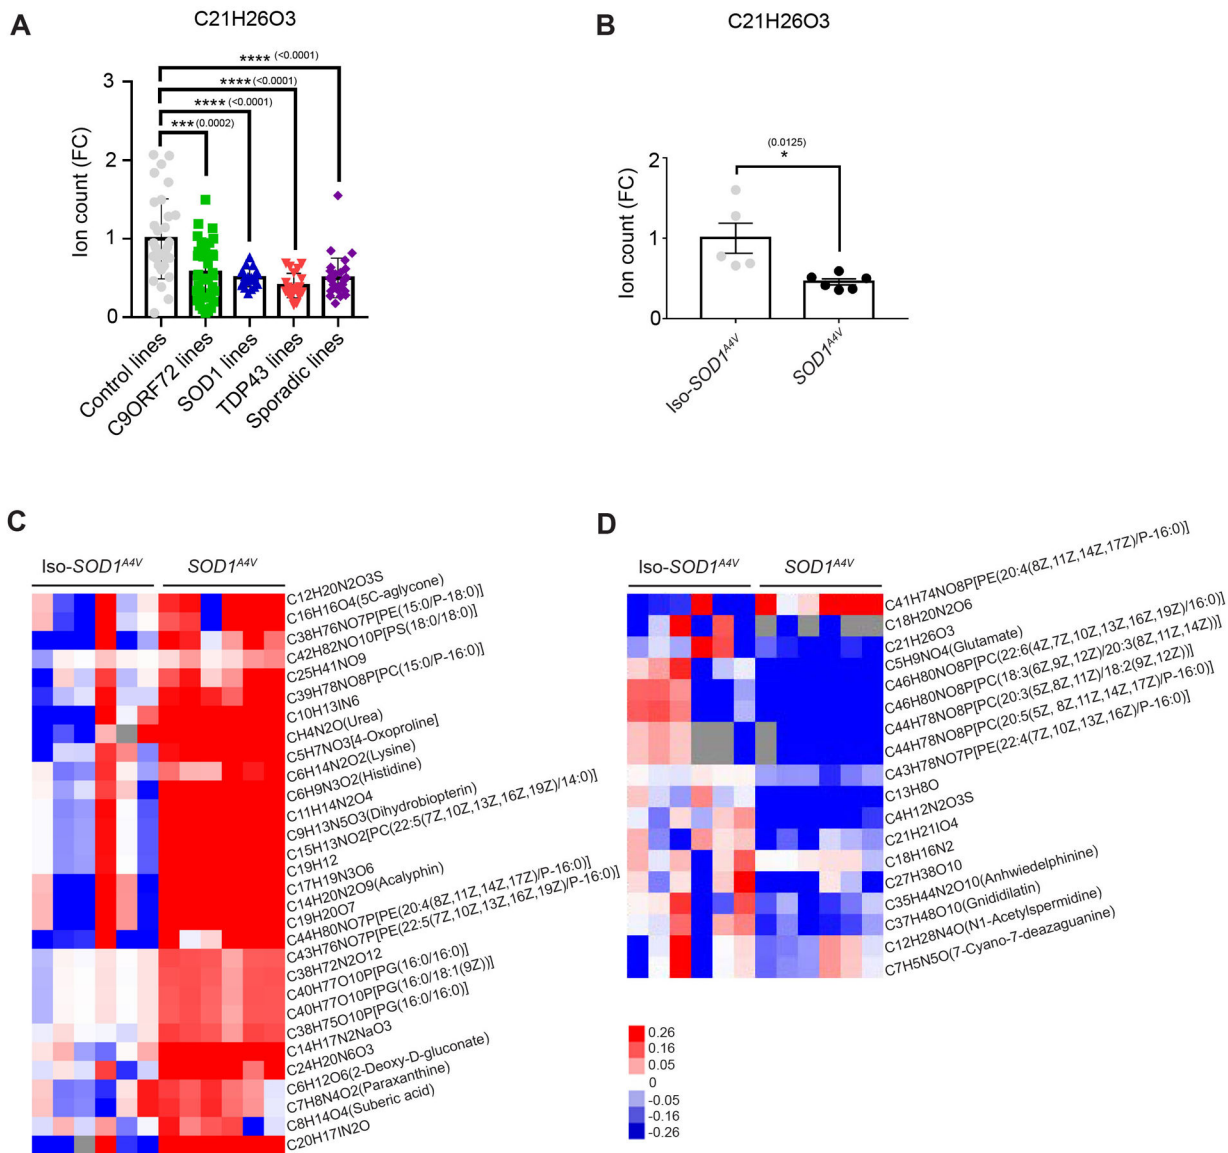 A
C21H26O3
**** (<0.0001)
**** (<0.0001)
**** (<0.0001)
*** (0.0002)
Ion count (FC)
3
2
1
0
Control lines
C9ORF72 lines
SOD1 lines
TDP43 lines
Sporadic lines
B
C21H26O3
(0.0125)
*
Ion count (FC)
2
1
0
Iso-SOD1A4V
SOD1A4V
C
Iso-SOD1A4V
SOD1A4V
C12H20N2O3S
C16H16O4(5C-aglycone)
C38H76NO7P[PE(15:0/P-18:0)]
C42H82NO10P[PS(18:0/18:0)]
C25H41NO9
C39H78NO8P[PC(15:0/P-16:0)]
C10H13IN6
CH4N2O(Urea)
C5H7NO3[4-Oxoproline]
C6H14N2O2(Lysine)
C6H9N3O2(Histidine)
C11H14N2O4
C9H13N5O3(Dihydrobiopterin)
C15H13NO2[PC(22:5(7Z,10Z,13Z,16Z,19Z)/14:0)]
C19H12
C17H19N3O6
C14H20N2O9(Acalyphin)
C19H20O7
C44H80NO7P[PE(20:4(8Z,11Z,14Z,17Z)/P-16:0)]
C43H76NO7P[PE(22:5(7Z,10Z,13Z,16Z,19Z)/P-16:0)]
C38H72N2O12
C40H77O10P[PG(16:0/16:0)]
C40H77O10P[PG(16:0/18:1(9Z))]
C38H75O10P[PG(16:0/16:0)]
C14H17N2NaO3
C24H20N6O3
C6H12O6(2-Deoxy-D-gluconate)
C7H8N4O2(Paraxanthine)
C8H14O4(Suberic acid)
C20H17IN2O
D
Iso-SOD1A4V
SOD1A4V
C41H74NO8P[PE(20:4(8Z,11Z,14Z,17Z)/P-16:0)]
C18H20N2O6
C21H26O3
C5H9NO4(Glutamate)
C46H80NO8P[PC(22:6(4Z,7Z,10Z,13Z,16Z,19Z)/16:0)]
C46H80NO8P[PC(18:3(6Z,9Z,12Z)/20:3(8Z,11Z,14Z))]
C44H78NO8P[PC(20:3(5Z,8Z,11Z)/18:2(9Z,12Z))]
C44H78NO8P[PC(20:5(5Z, 8Z,11Z,14Z,17Z)/P-16:0)]
C43H78NO7P[PE(22:4(7Z,10Z,13Z,16Z)/P-16:0)]
C13H8O
C4H12N2O3S
C21H21IO4
C18H16N2
C27H38O10
C35H44N2O10(Anhwiedelphinine)
C37H48O10(Gnididilatin)
C12H28N4O(N1-Acetylspermidine)
C7H5N5O(7-Cyano-7-deazaguanine)
0.26
0.16
0.05
0
-0.05
-0.16
-0.26